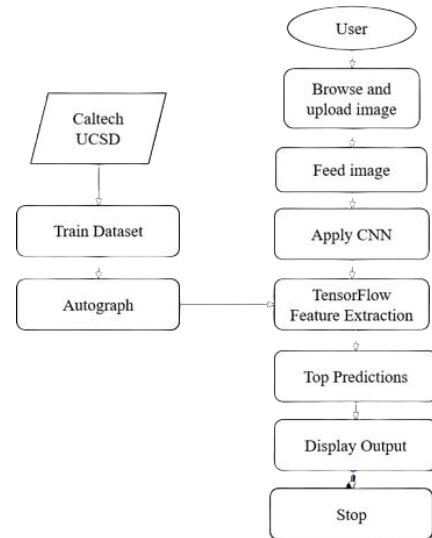 User
Browse and
upload image
Caltech
UCSD
Feed image
Train Dataset
Apply CNN
Autograph
TensorFlow
Feature Extraction
Top Predictions
Display Output
Stop